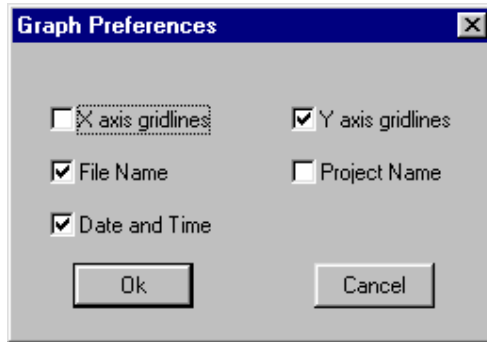 Graph Preferences
X axis gridlines
Y axis gridlines
File Name
Project Name
Date and Time
Ok
Cancel